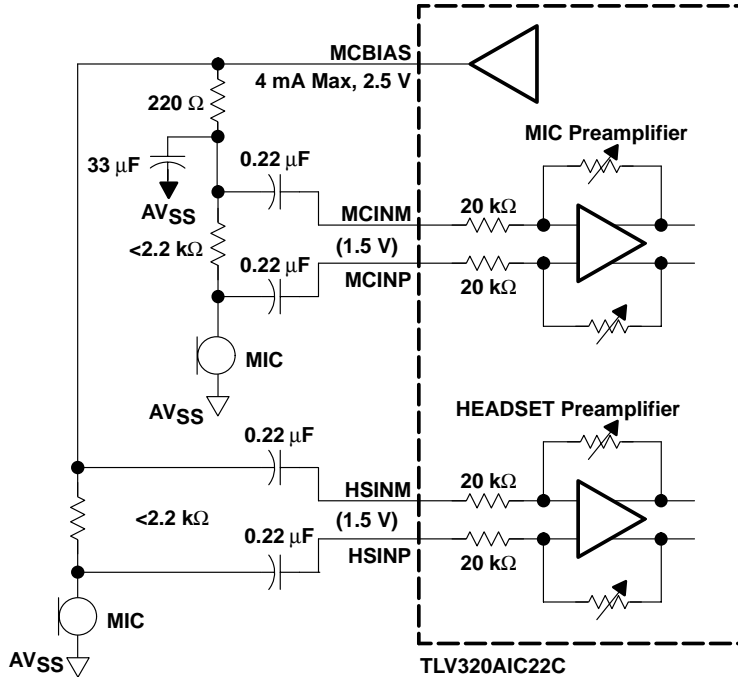 MCBIAS
4 mA Max, 2.5 V
220 Ω
MIC Preamplifier
33 μF
0.22 μF
AVSS
MCINM
20 kΩ
<2.2 kΩ
(1.5 V)
0.22 μF
MCINP
20 kΩ
MIC
AVSS
HEADSET Preamplifier
0.22 μF
HSINM
20 kΩ
<2.2 kΩ
(1.5 V)
0.22 μF
HSINP
20 kΩ
MIC
AVSS
TLV320AIC22C